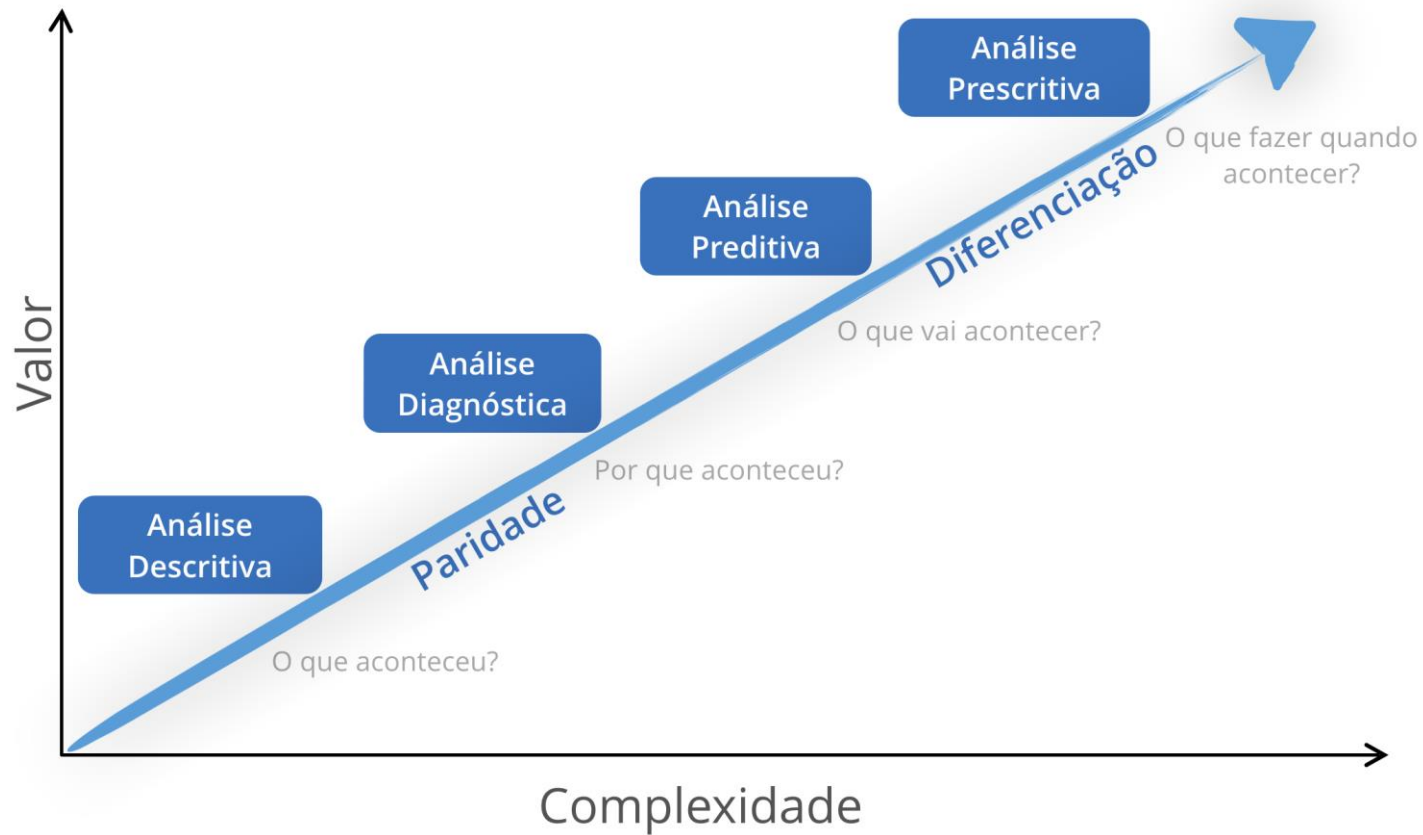 Análise
Prescritiva
O que fazer quando
acontecer?
Diferenciação
Análise
Preditiva
O que vai acontecer?
Valor
Análise
Diagnóstica
Por que aconteceu?
Paridade
Análise
Descritiva
O que aconteceu?
Complexidade